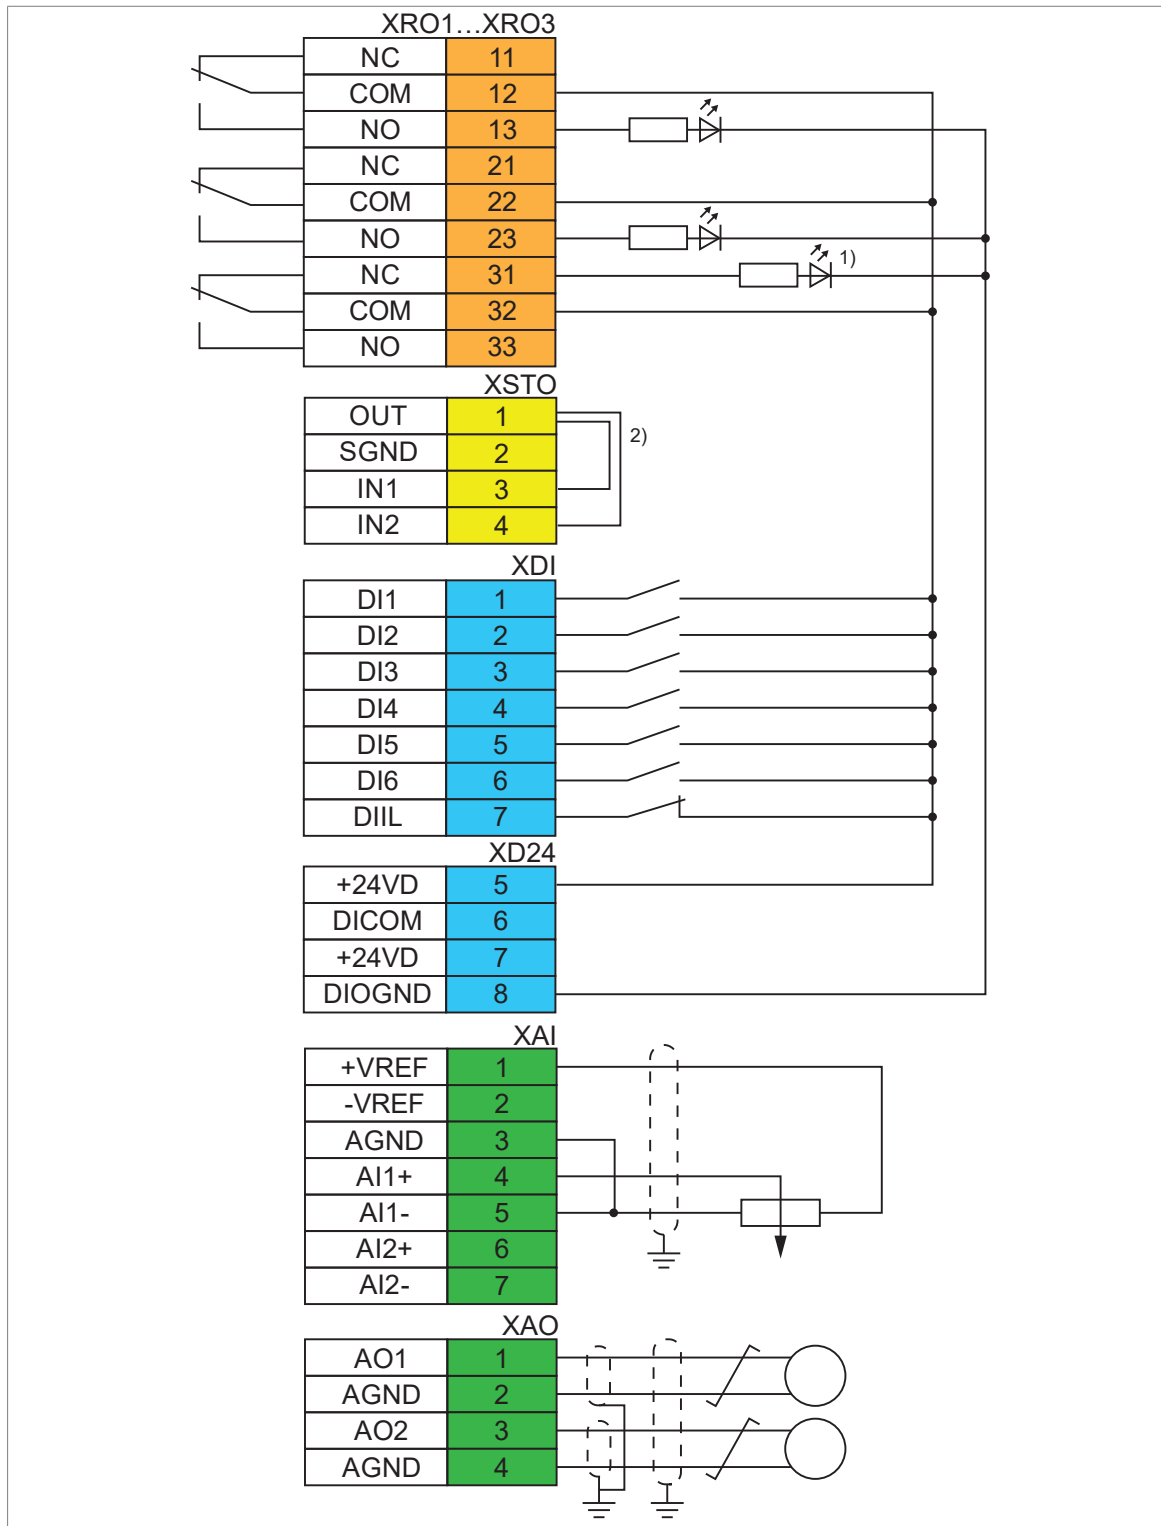 XRO1…XRO3
NC 11
COM 12
NO 13
NC 21
COM 22
NO 23
NC 31 1)
COM 32
NO 33
XSTO
OUT 1
2)
SGND 2
IN1 3
IN2 4
XDI
DI1 1
DI2 2
DI3 3
DI4 4
DI5 5
DI6 6
DIIL 7
XD24
+24VD 5
DICOM 6
+24VD 7
DIOGND 8
XAI
+VREF 1
-VREF 2
AGND 3
AI1+ 4
AI1- 5
AI2+ 6
AI2- 7
XAO
AO1 1
AGND 2
AO2 3
AGND 4